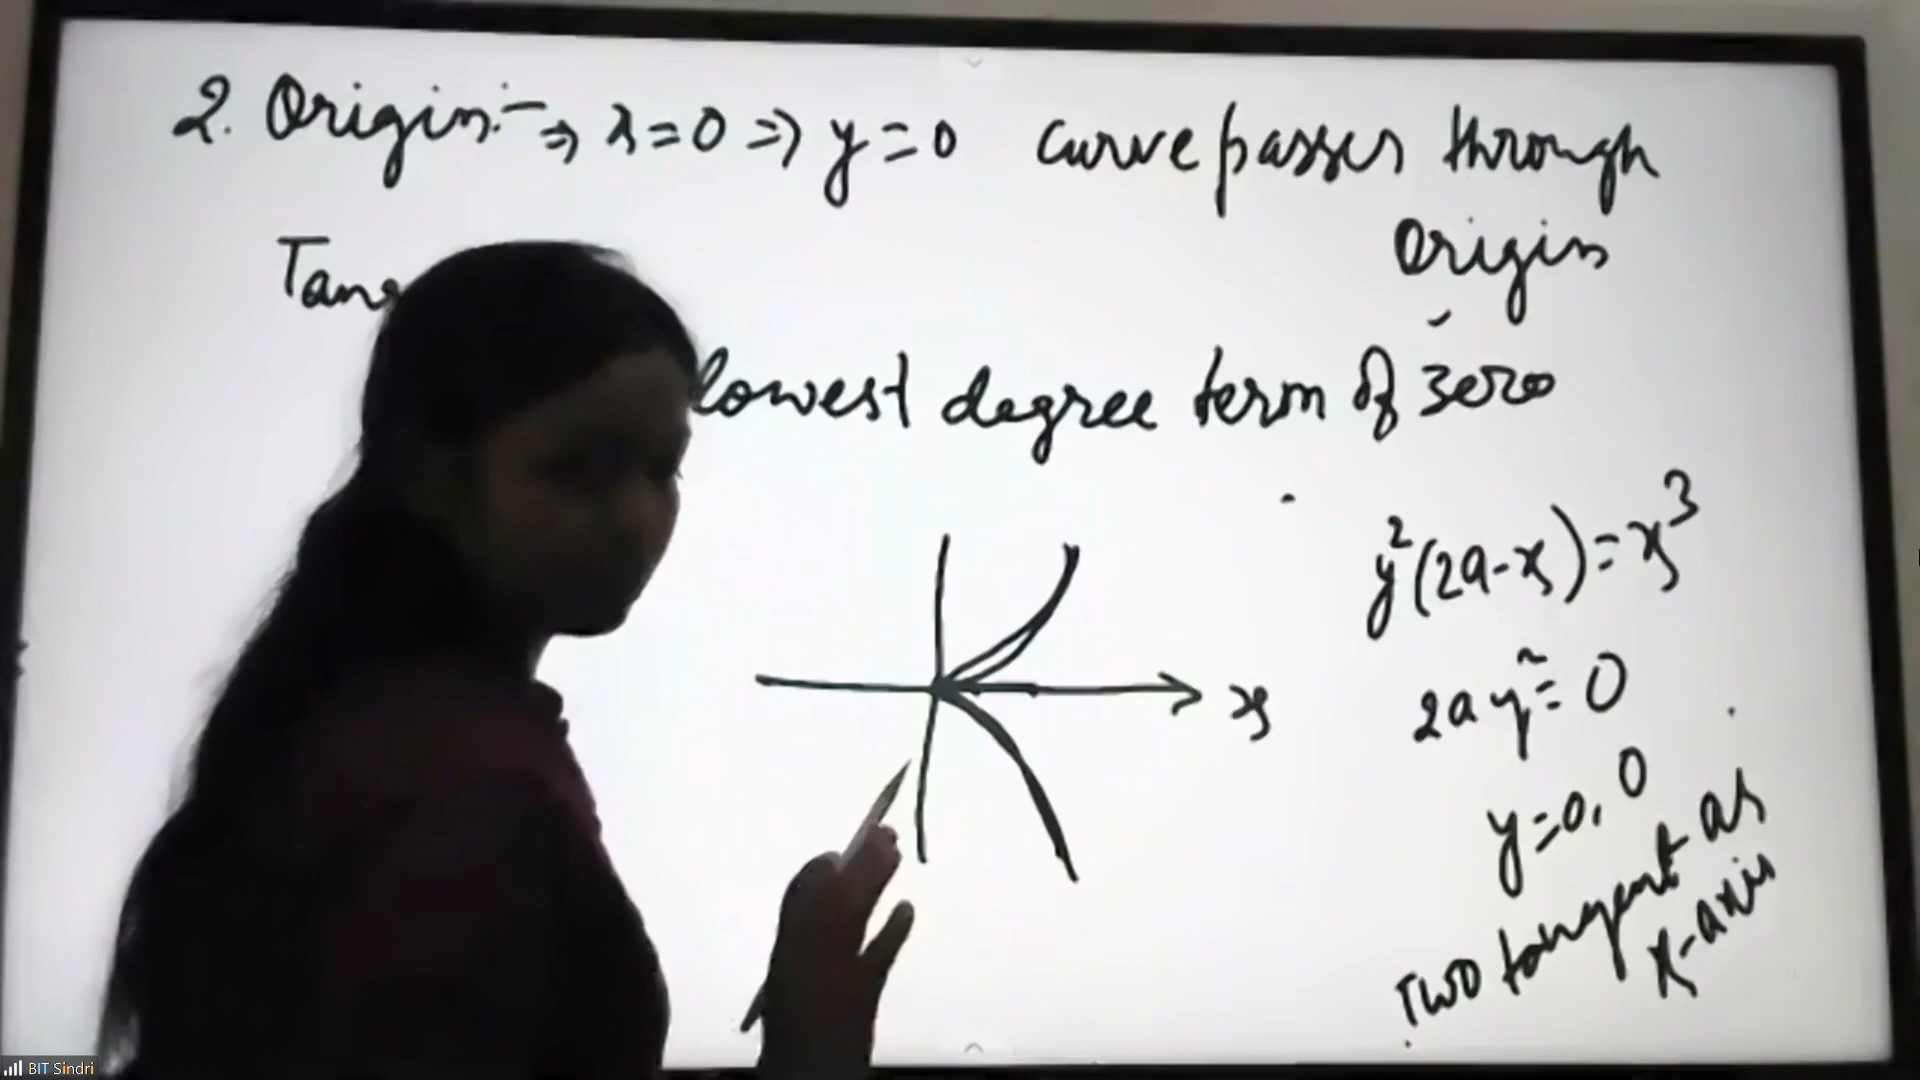 2. Origin:- ⇒ x=0 ⇒ y=0 curve passes through
Origin
lowest degree term of zero
y²(2a-x)=x³
x
2ay²=0
y=0, 0
Two tangent as
x-axis
BIT Sindri